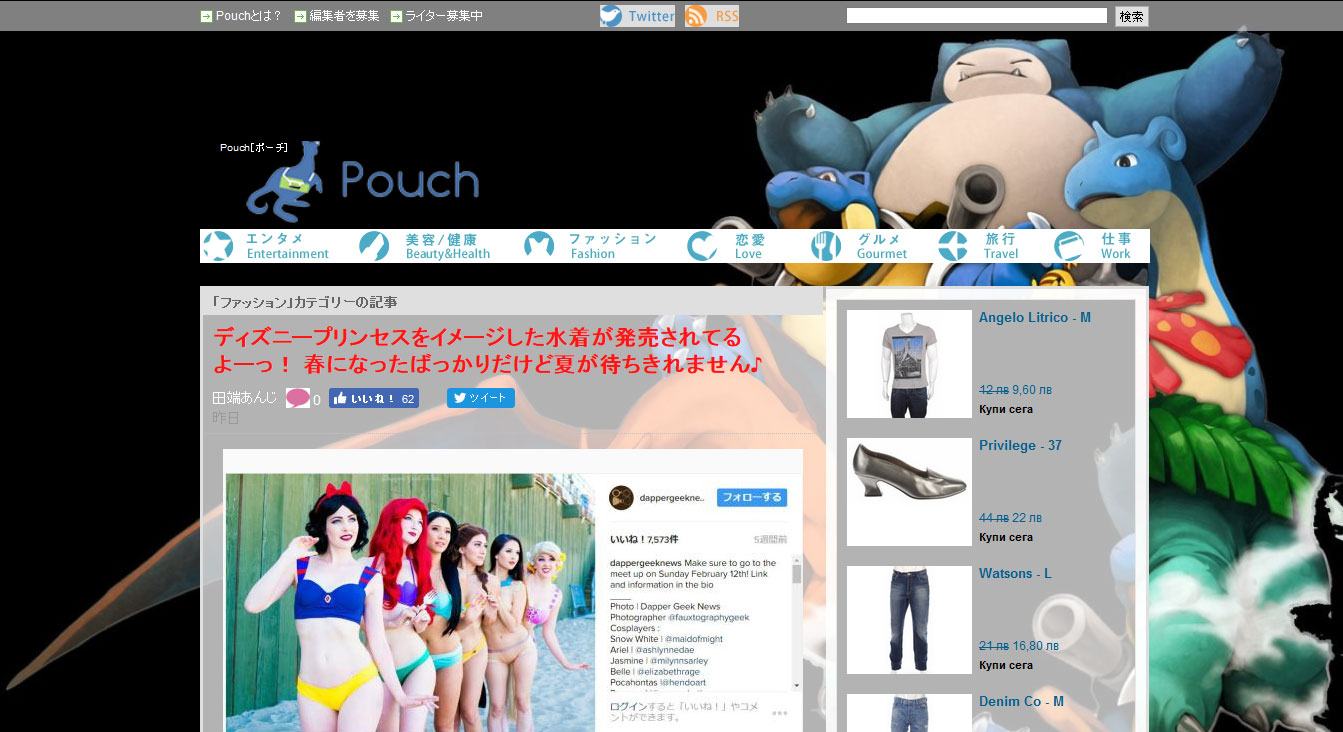 Pouchとは？ 編集者を募集 ライター募集中
Twitter RSS
検索
Pouch[ポーチ]
Pouch
エンタメ 美容/健康 ファッション 恋愛 グルメ 旅行 仕事
Entertainment Beauty&Health Fashion Love Gourmet Travel Work
「ファッション」カテゴリーの記事
ディズニープリンセスをイメージした水着が発売されてる
よーっ！ 春になったばっかりだけど夏が待ちきれません♪
田端あんじ 0 いいね！ 62 ツイート
昨日
dappergeekne.. フォローする
いいね！7,573件 5週間前
dappergeeknews Make sure to go to the
meet up on Sunday February 12th! Link
and information in the bio
Photo | Dapper Geek News
Photographer @fauxtographygeek
Cosplayers :
Snow White | @maidofmight
Ariel | @ashlynnedae
Jasmine | @milynnsarley
Belle | @elizabethrage
Pocahontas | @hendoart
ログインすると「いいね！」やコメ
ントができます。
Angelo Litrico - M
12 лв 9,60 лв
Купи сега
Privilege - 37
44 лв 22 лв
Купи сега
Watsons - L
21 лв 16,80 лв
Купи сега
Denim Co - M